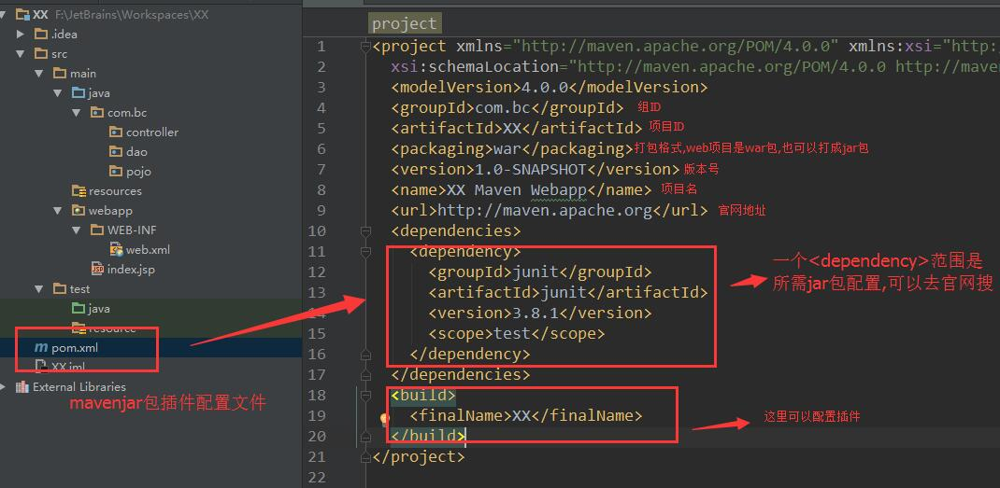 XX F:\JetBrains\Workspaces\XX
.idea
src
main
java
com.bc
controller
dao
pojo
resources
webapp
WEB-INF
web.xml
index.jsp
test
java
resource
pom.xml
XX.iml
External Libraries
mavenjar包插件配置文件
project
1 <project xmlns="http://maven.apache.org/POM/4.0.0" xmlns:xsi="http:
2 xsi:schemaLocation="http://maven.apache.org/POM/4.0.0 http://maven
3 <modelVersion>4.0.0</modelVersion>
4 <groupId>com.bc</groupId> 组ID
5 <artifactId>XX</artifactId> 项目ID
6 <packaging>war</packaging>打包格式,web项目是war包,也可以打成jar包
7 <version>1.0-SNAPSHOT</version> 版本号
8 <name>XX Maven Webapp</name> 项目名
9 <url>http://maven.apache.org</url> 官网地址
10 <dependencies>
11 <dependency>
12 <groupId>junit</groupId>
13 <artifactId>junit</artifactId>
14 <version>3.8.1</version>
15 <scope>test</scope>
16 </dependency>
17 </dependencies>
18 <build>
19 <finalName>XX</finalName>
20 </build>
21 </project>
22
一个<dependency>范围是
所需jar包配置,可以去官网搜
这里可以配置插件